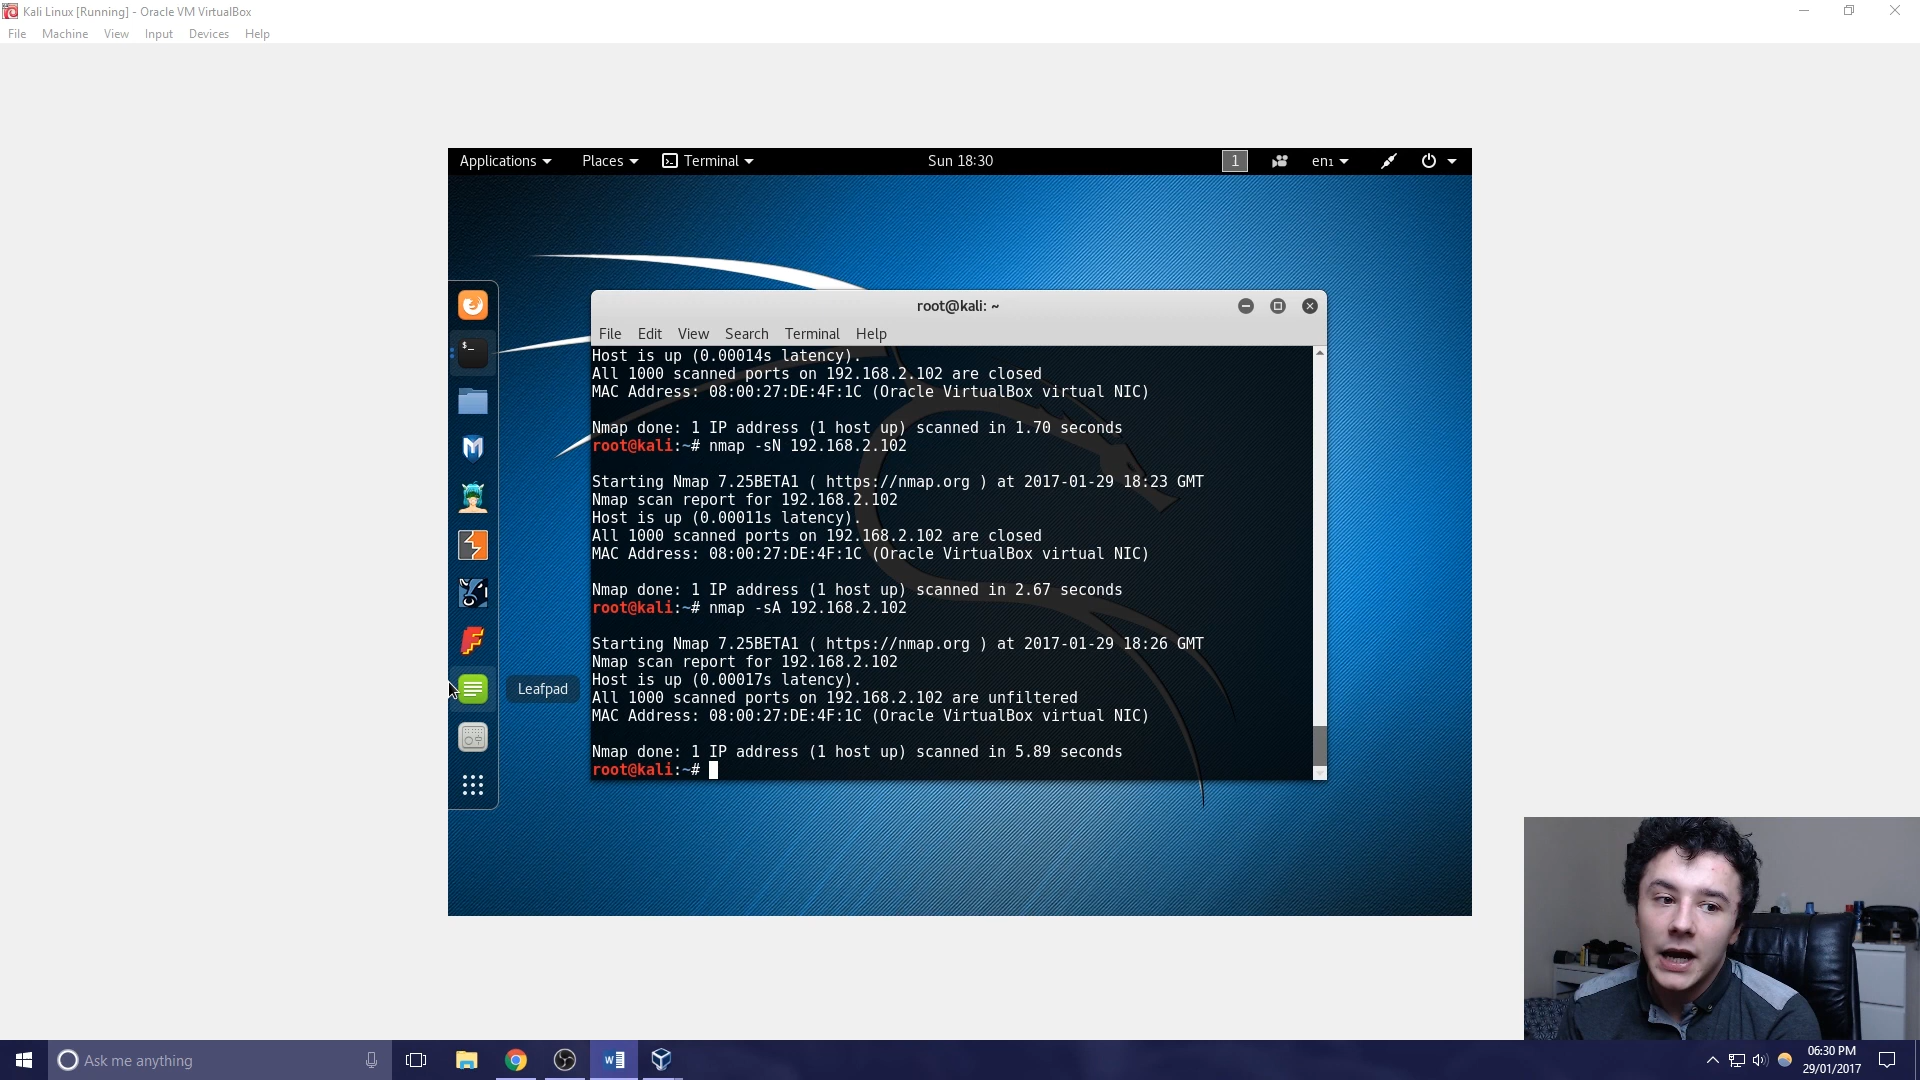 Kali Linux [Running] - Oracle VM VirtualBox
File Machine View Input Devices Help
Applications Places Terminal Sun 18:30 1 en₁
root@kali: ~
File Edit View Search Terminal Help
Host is up (0.00014s latency).
All 1000 scanned ports on 192.168.2.102 are closed
MAC Address: 08:00:27:DE:4F:1C (Oracle VirtualBox virtual NIC)
Nmap done: 1 IP address (1 host up) scanned in 1.70 seconds
root@kali:~# nmap -sN 192.168.2.102
Starting Nmap 7.25BETA1 ( https://nmap.org ) at 2017-01-29 18:23 GMT
Nmap scan report for 192.168.2.102
Host is up (0.00011s latency).
All 1000 scanned ports on 192.168.2.102 are closed
MAC Address: 08:00:27:DE:4F:1C (Oracle VirtualBox virtual NIC)
Nmap done: 1 IP address (1 host up) scanned in 2.67 seconds
root@kali:~# nmap -sA 192.168.2.102
Starting Nmap 7.25BETA1 ( https://nmap.org ) at 2017-01-29 18:26 GMT
Nmap scan report for 192.168.2.102
Host is up (0.00017s latency).
All 1000 scanned ports on 192.168.2.102 are unfiltered
MAC Address: 08:00:27:DE:4F:1C (Oracle VirtualBox virtual NIC)
Nmap done: 1 IP address (1 host up) scanned in 5.89 seconds
root@kali:~#
Leafpad
Ask me anything
06:30 PM
29/01/2017